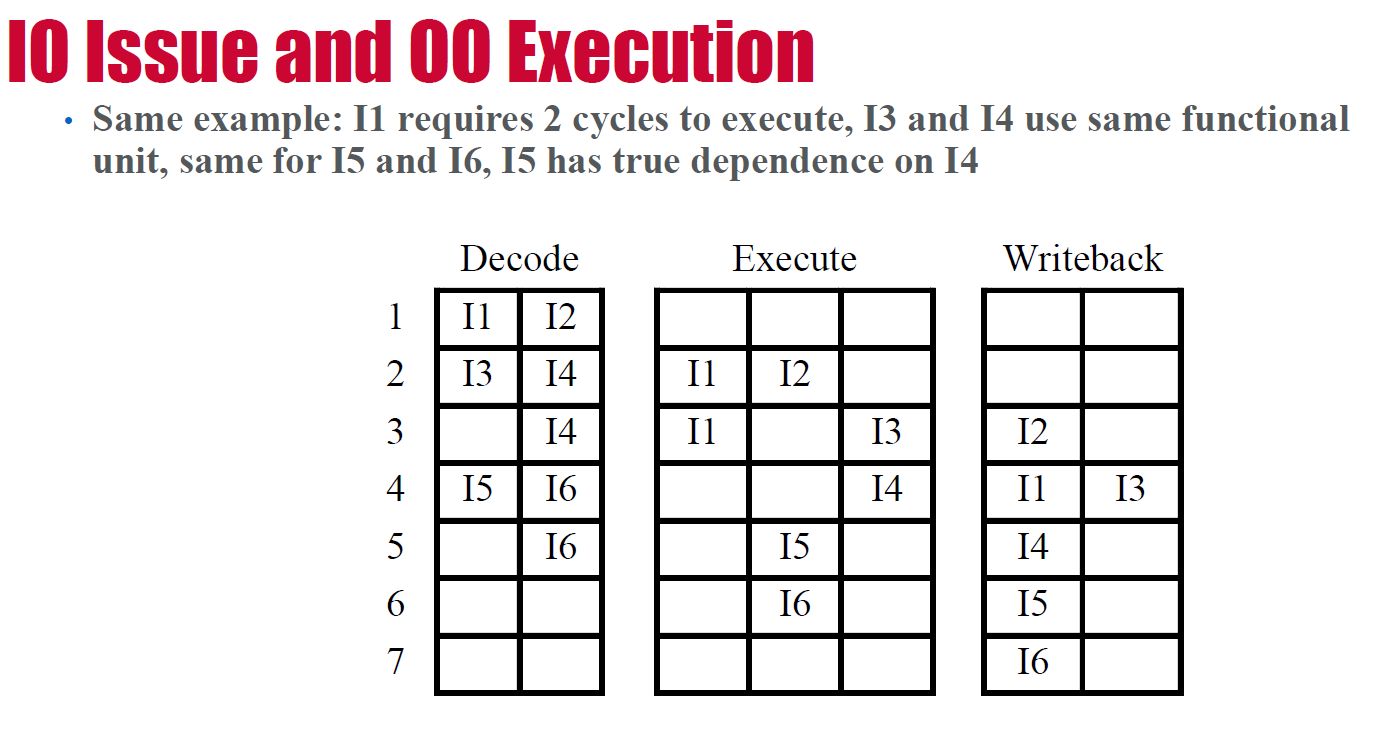 IO Issue and OO Execution
• Same example: I1 requires 2 cycles to execute, I3 and I4 use same functional
unit, same for I5 and I6, I5 has true dependence on I4
Decode Execute Writeback
1 I1 I2
2 I3 I4 I1 I2
3 I4 I1 I3 I2
4 I5 I6 I4 I1 I3
5 I6 I5 I4
6 I6 I5
7 I6